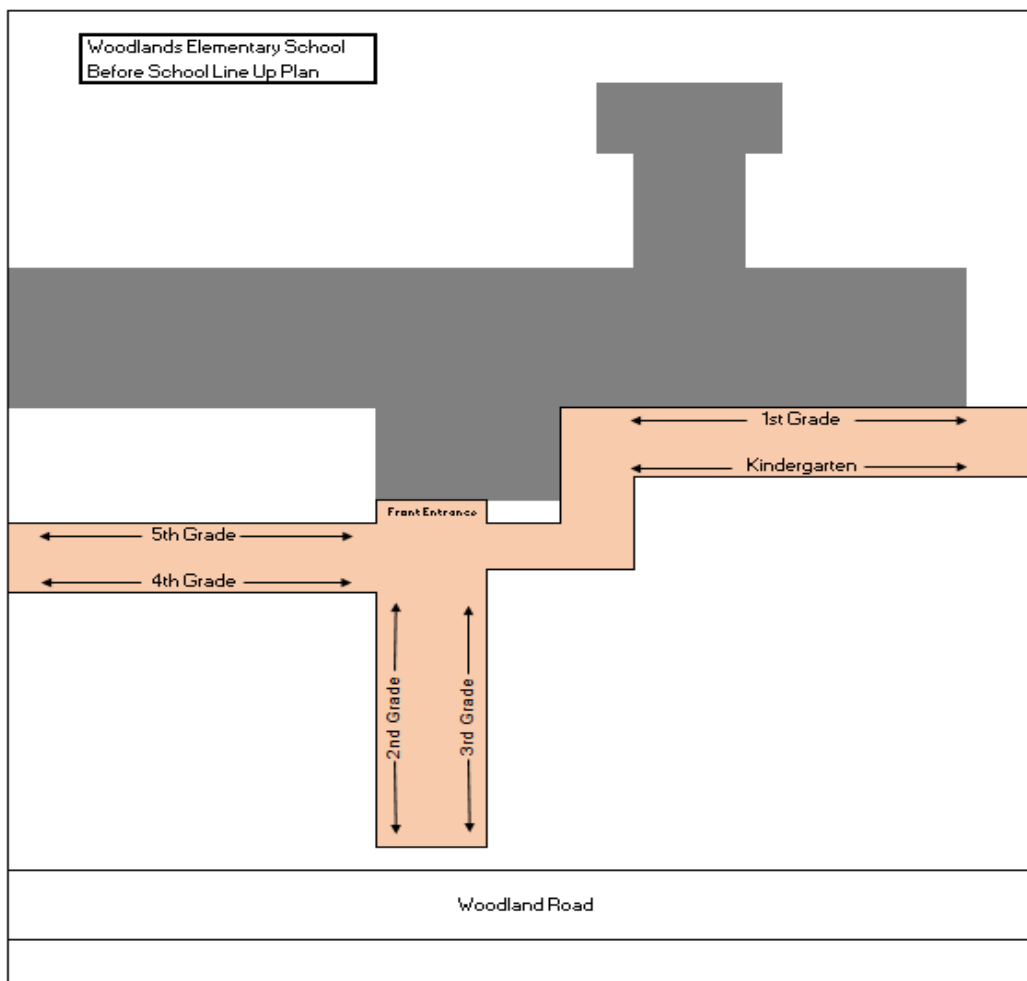 Woodlands Elementary School
Before School Line Up Plan
1st Grade
Kindergarten
Front Entrance
5th Grade
4th Grade
2nd Grade
3rd Grade
Woodland Road